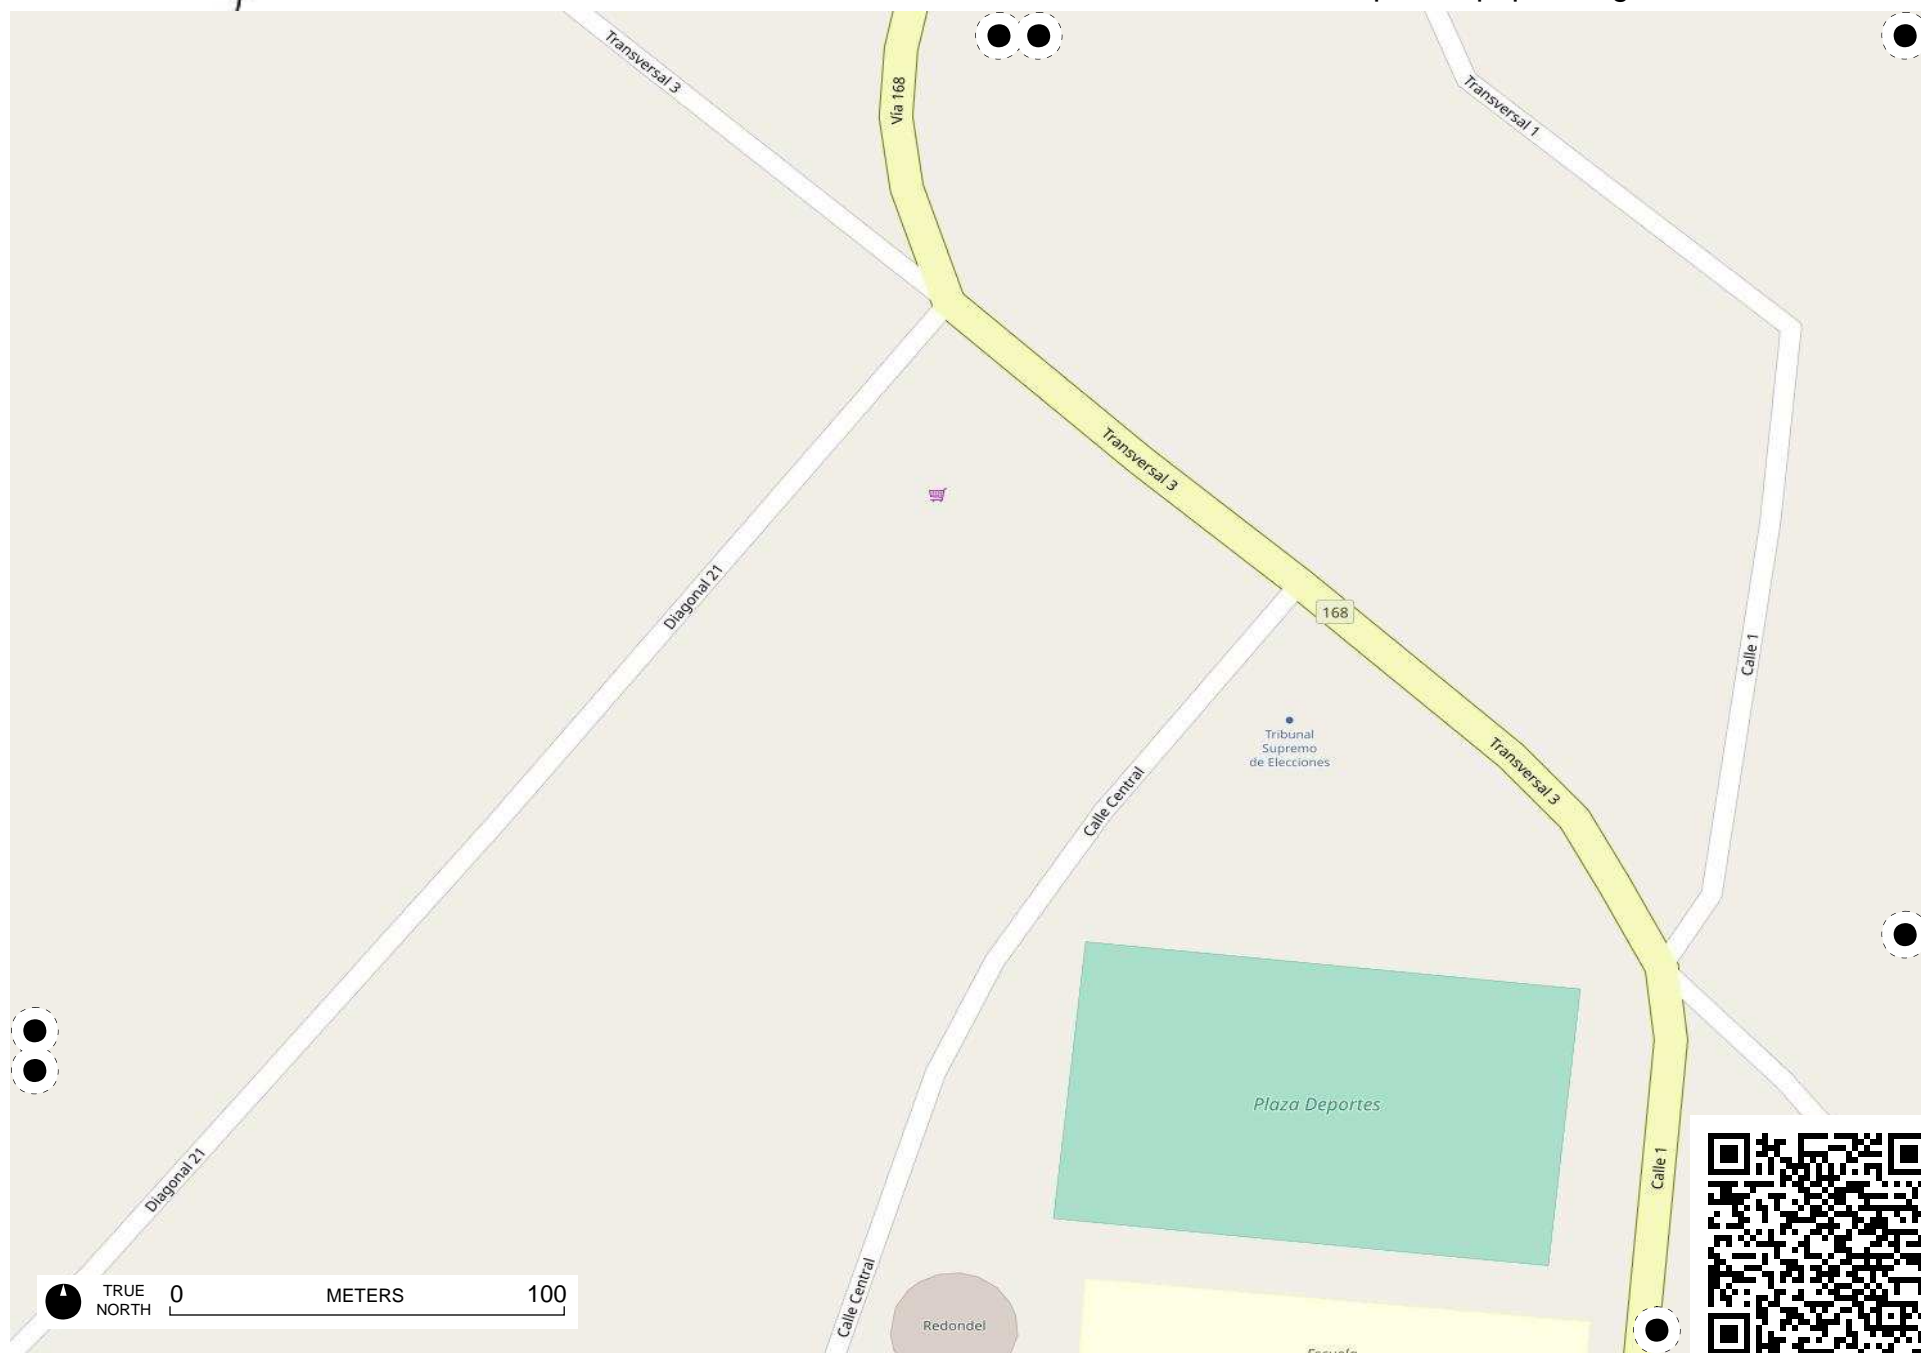 Transversal 3
Vía 168
Transversal 1
Transversal 3
Diagonal 21
168
Calle 1
Tribunal
Supremo
de Elecciones
Transversal 3
Calle Central
Plaza Deportes
Calle 1
Diagonal 21
Calle Central
TRUE
NORTH
0 METERS 100
Redondel
Escuela